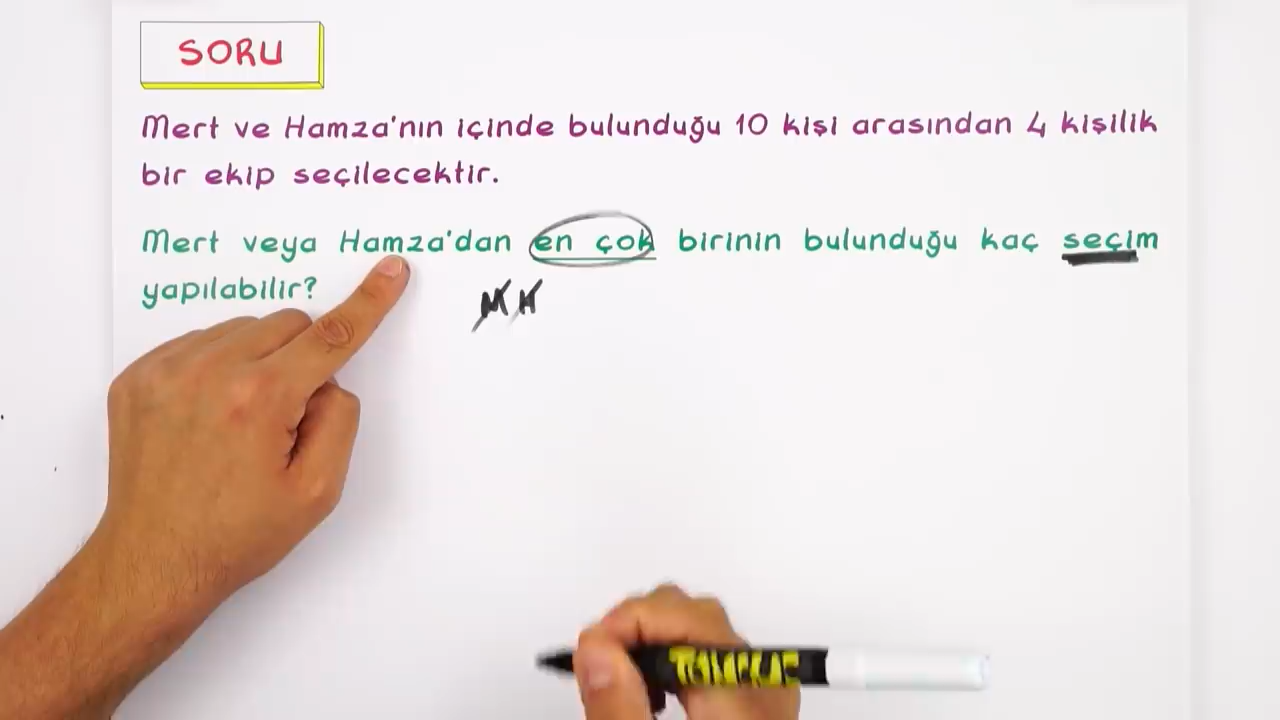 SORU
Mert ve Hamza'nın içinde bulunduğu 10 kişi arasından 4 kişilik
bir ekip seçilecektir.
Mert veya Hamza'dan en çok birinin bulunduğu kaç seçim
yapılabilir?
M H